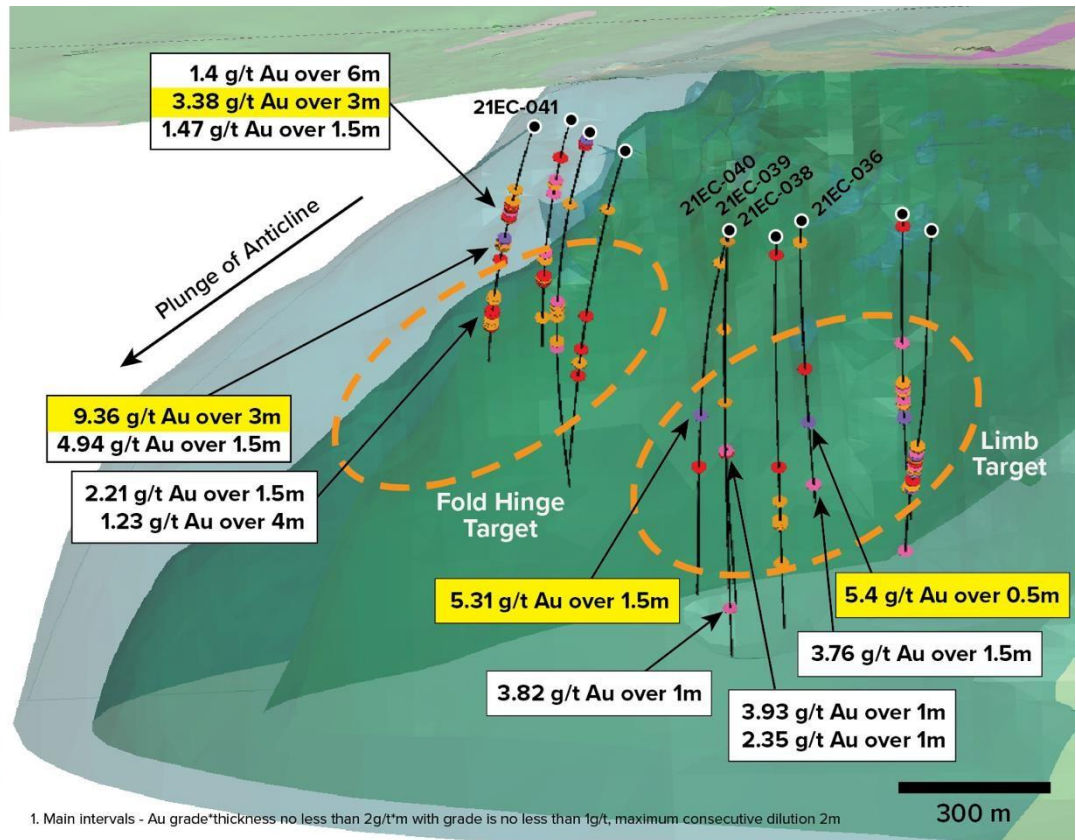 1.4 g/t Au over 6m
3.38 g/t Au over 3m
1.47 g/t Au over 1.5m
21EC-041
21EC-040
21EC-039
21EC-038
21EC-036
Plunge of Anticline
9.36 g/t Au over 3m
4.94 g/t Au over 1.5m
2.21 g/t Au over 1.5m
1.23 g/t Au over 4m
Fold Hinge
Target
Limb
Target
5.31 g/t Au over 1.5m
5.4 g/t Au over 0.5m
3.76 g/t Au over 1.5m
3.82 g/t Au over 1m
3.93 g/t Au over 1m
2.35 g/t Au over 1m
300 m
1. Main intervals - Au grade*thickness no less than 2g/t*m with grade is no less than 1g/t, maximum consecutive dilution 2m